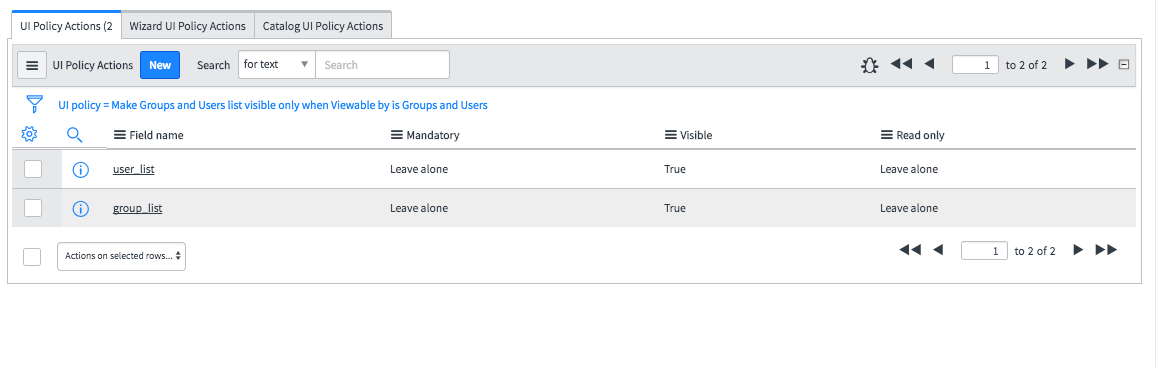 UI Policy Actions (2 Wizard UI Policy Actions Catalog UI Policy Actions
UI Policy Actions New Search for text Search 1 to 2 of 2
UI policy = Make Groups and Users list visible only when Viewable by is Groups and Users
Field name Mandatory Visible Read only
user_list Leave alone True Leave alone
group_list Leave alone True Leave alone
Actions on selected rows... 1 to 2 of 2